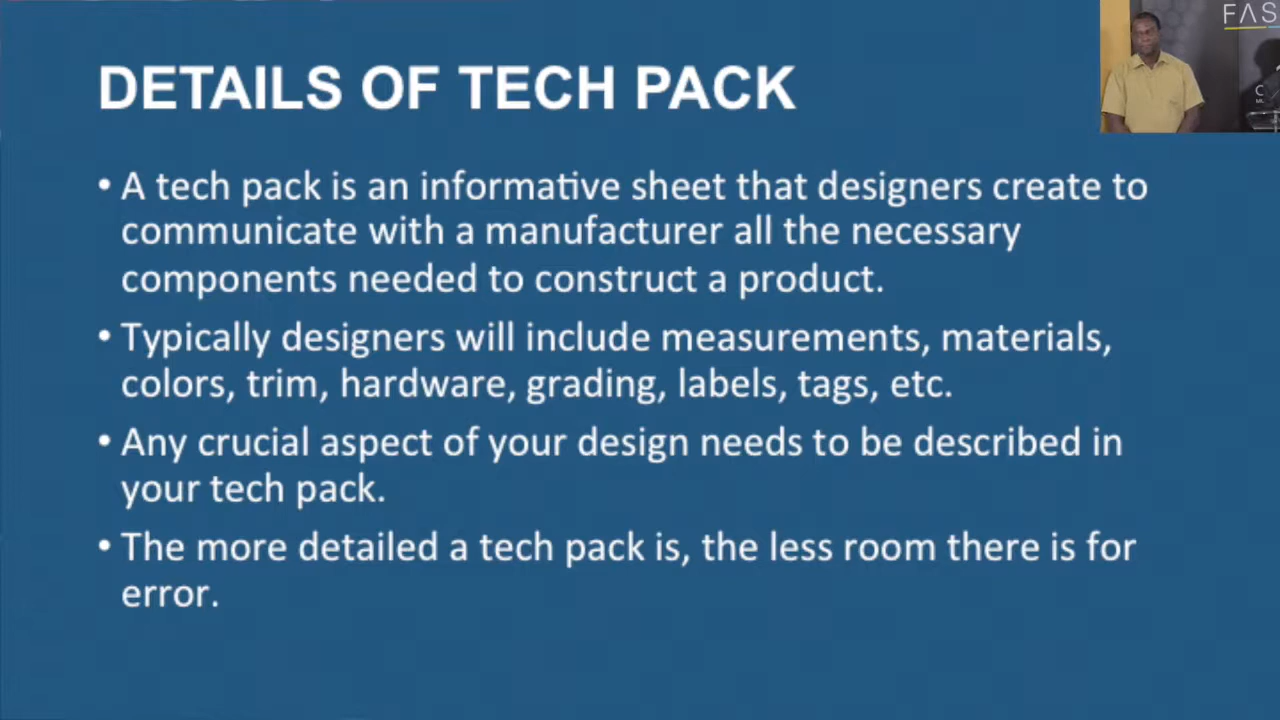 DETAILS OF TECH PACK
• A tech pack is an informative sheet that designers create to
communicate with a manufacturer all the necessary
components needed to construct a product.
• Typically designers will include measurements, materials,
colors, trim, hardware, grading, labels, tags, etc.
• Any crucial aspect of your design needs to be described in
your tech pack.
• The more detailed a tech pack is, the less room there is for
error.
FAS